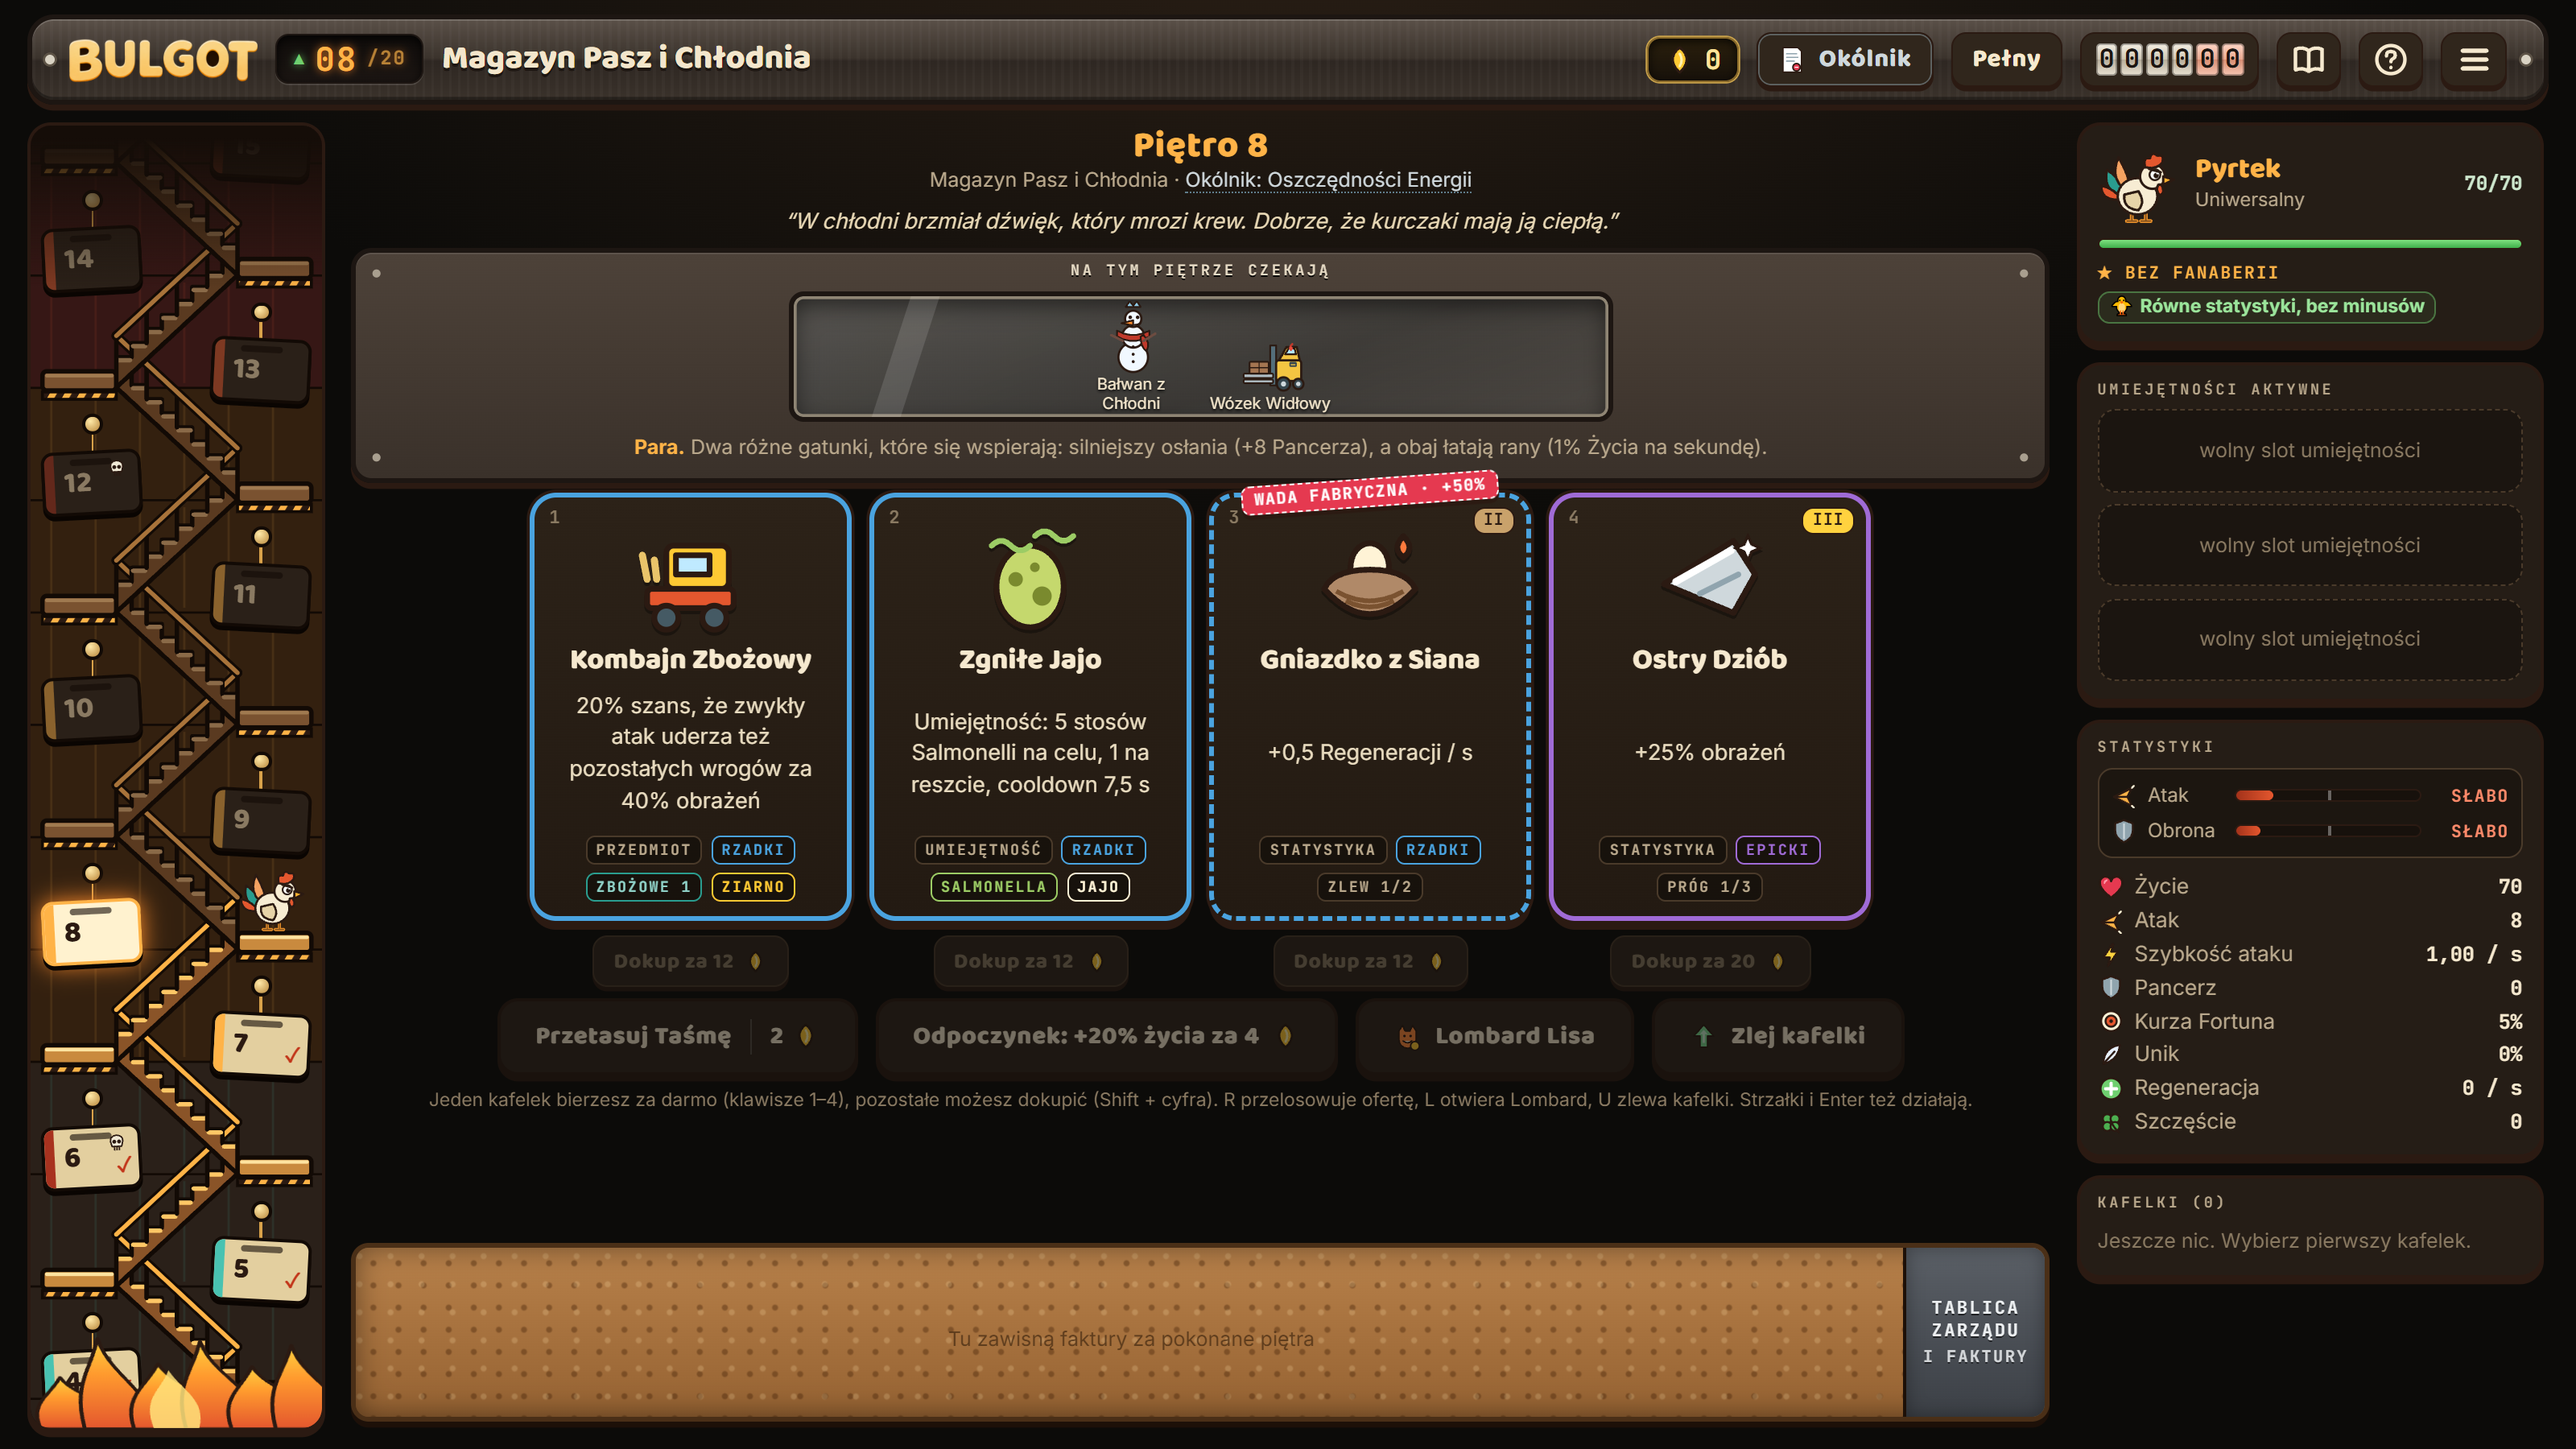 BULGOT
▲ 08 /20
Magazyn Pasz i Chłodnia
0
Okólnik
Pełny
000000
15
14
13
12
11
10
9
8
7 ✓
6 ✓
5 ✓
4
Piętro 8
Magazyn Pasz i Chłodnia · Okólnik: Oszczędności Energii
“W chłodni brzmiał dźwięk, który mrozi krew. Dobrze, że kurczaki mają ją ciepłą.”
NA TYM PIĘTRZE CZEKAJĄ
Bałwan z
Chłodni
Wózek Widłowy
Para. Dwa różne gatunki, które się wspierają: silniejszy osłania (+8 Pancerza), a obaj łatają rany (1% Życia na sekundę).
1
Kombajn Zbożowy
20% szans, że zwykły
atak uderza też
pozostałych wrogów za
40% obrażeń
PRZEDMIOT RZADKI
ZBOŻOWE 1 ZIARNO
Dokup za 12
2
Zgniłe Jajo
Umiejętność: 5 stosów
Salmonelli na celu, 1 na
reszcie, cooldown 7,5 s
UMIEJĘTNOŚĆ RZADKI
SALMONELLA JAJO
Dokup za 12
WADA FABRYCZNA · +50%
3
II
Gniazdko z Siana
+0,5 Regeneracji / s
STATYSTYKA RZADKI
ZLEW 1/2
Dokup za 12
4
III
Ostry Dziób
+25% obrażeń
STATYSTYKA EPICKI
PRÓG 1/3
Dokup za 20
Przetasuj Taśmę 2
Odpoczynek: +20% życia za 4
Lombard Lisa
Zlej kafelki
Jeden kafelek bierzesz za darmo (klawisze 1–4), pozostałe możesz dokupić (Shift + cyfra). R przelosowuje ofertę, L otwiera Lombard, U zlewa kafelki. Strzałki i Enter też działają.
Tu zawisną faktury za pokonane piętra
TABLICA
ZARZĄDU
I FAKTURY
Pyrtek
Uniwersalny
70/70
★ BEZ FANABERII
Równe statystyki, bez minusów
UMIEJĘTNOŚCI AKTYWNE
wolny slot umiejętności
wolny slot umiejętności
wolny slot umiejętności
STATYSTYKI
Atak SŁABO
Obrona SŁABO
Życie 70
Atak 8
Szybkość ataku 1,00 / s
Pancerz 0
Kurza Fortuna 5%
Unik 0%
Regeneracja 0 / s
Szczęście 0
KAFELKI (0)
Jeszcze nic. Wybierz pierwszy kafelek.